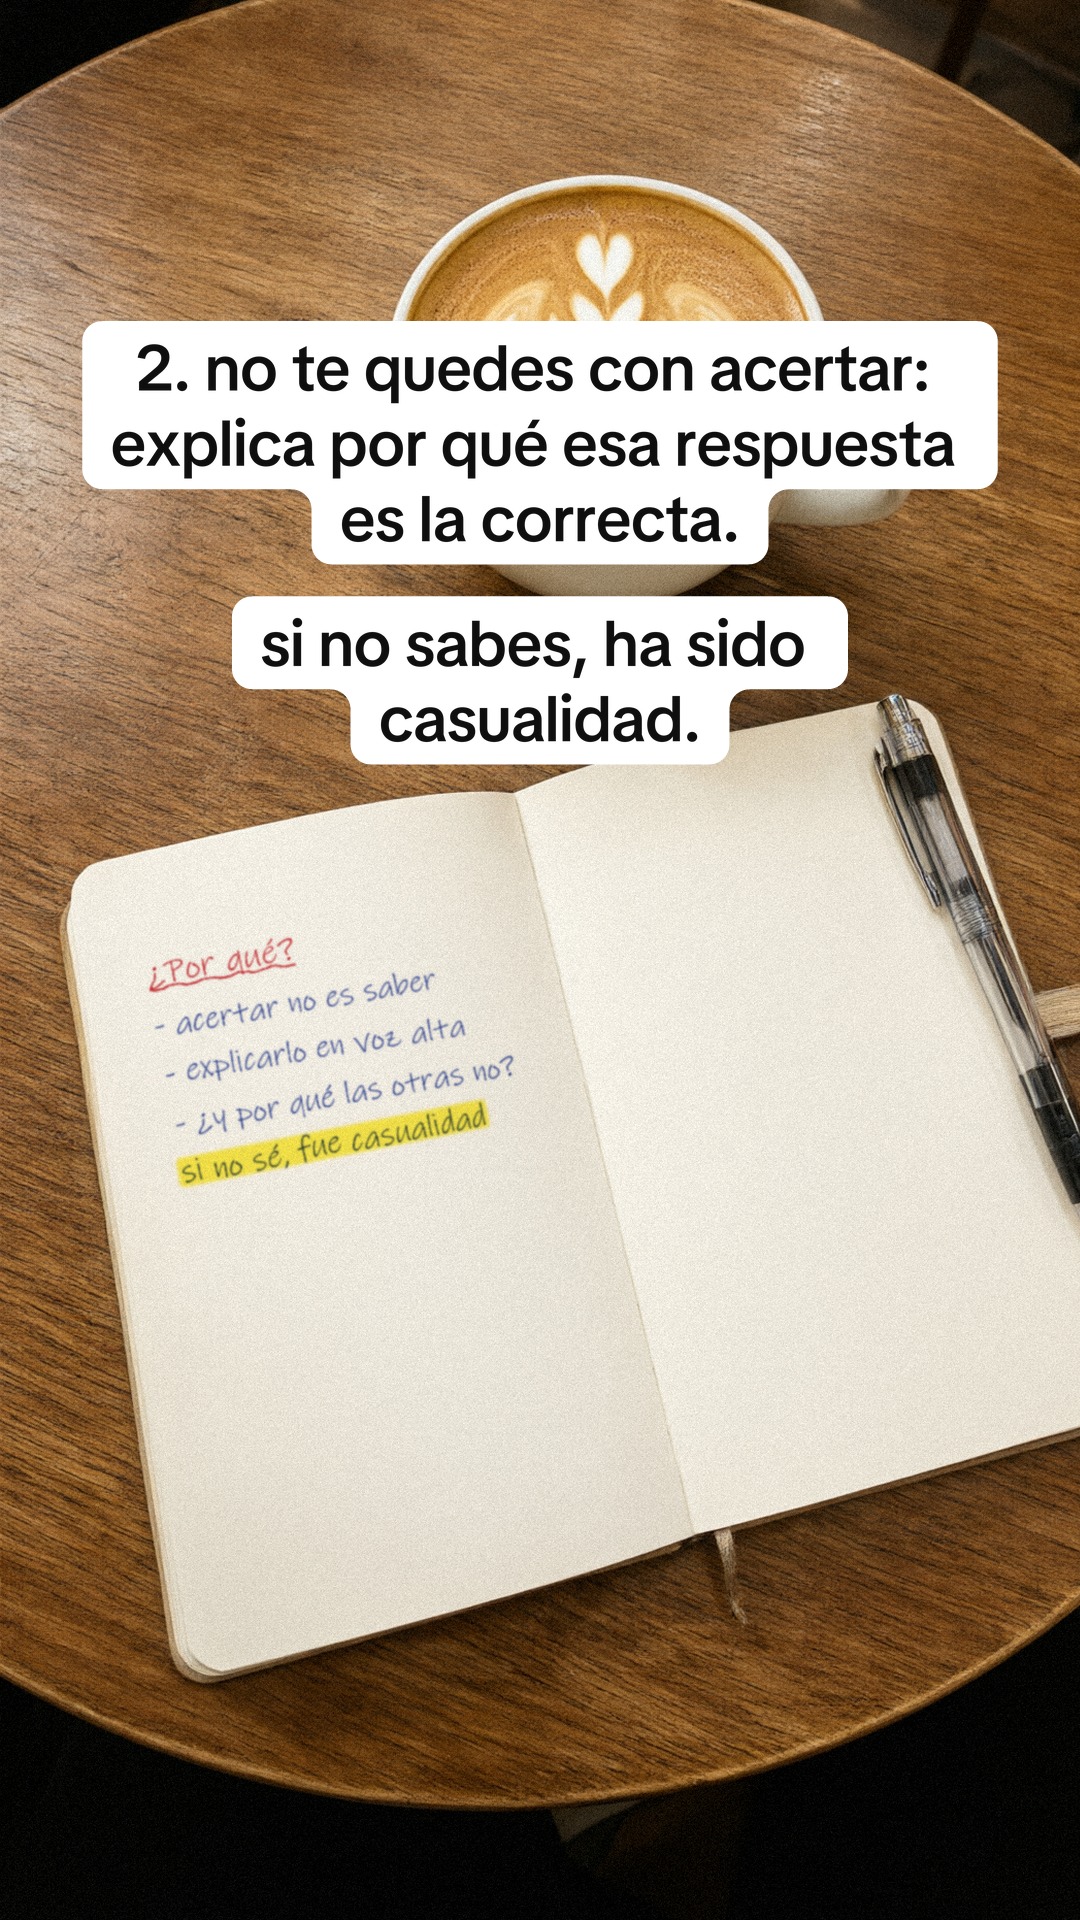 2. no te quedes con acertar:
explica por qué esa respuesta
es la correcta.
si no sabes, ha sido
casualidad.
¿Por qué?
- acertar no es saber
- explicarlo en voz alta
- ¿y por qué las otras no?
si no sé, fue casualidad